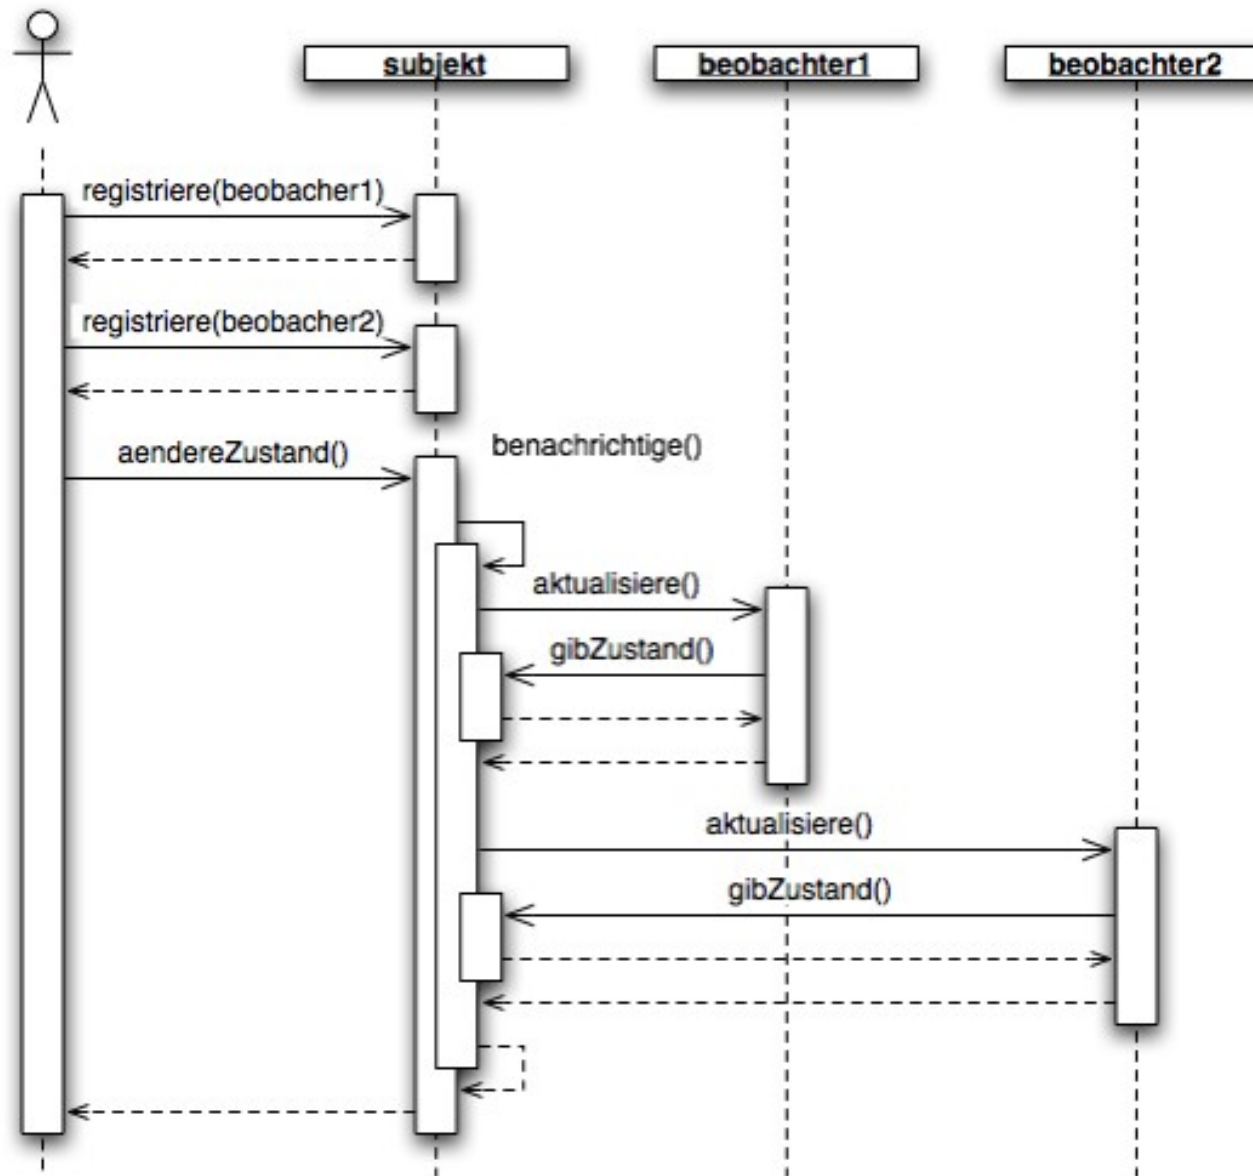 subjekt
beobachter1
beobachter2
registriere(beobacher1)
registriere(beobacher2)
aendereZustand()
benachrichtige()
aktualisiere()
gibZustand()
aktualisiere()
gibZustand()